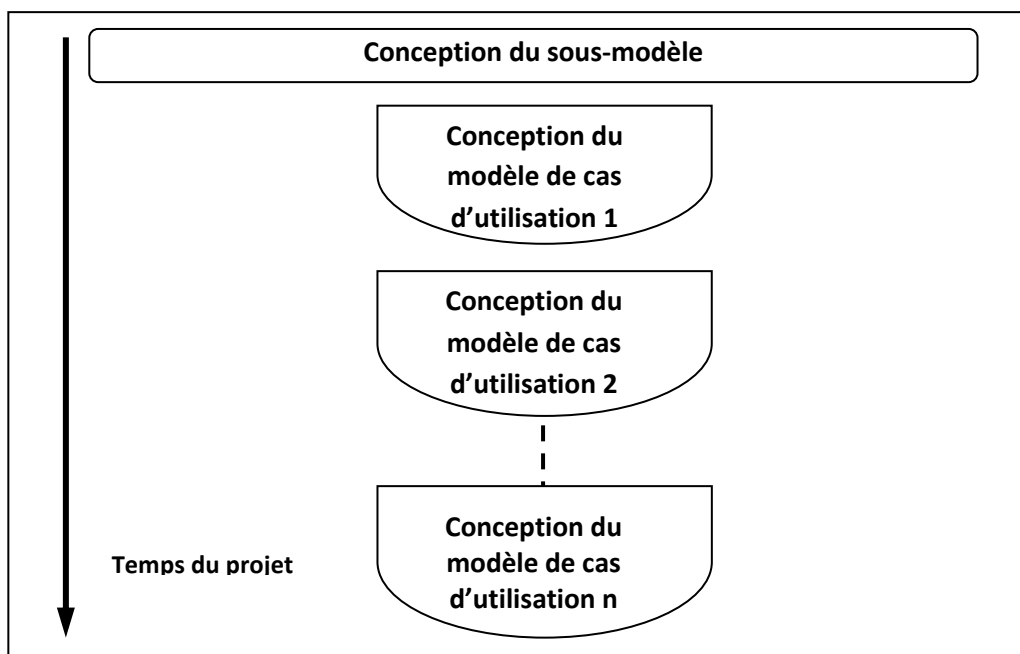 Conception du sous-modèle
Conception du
modèle de cas
d’utilisation 1
Conception du
modèle de cas
d’utilisation 2
Conception du
modèle de cas
d’utilisation n
Temps du projet